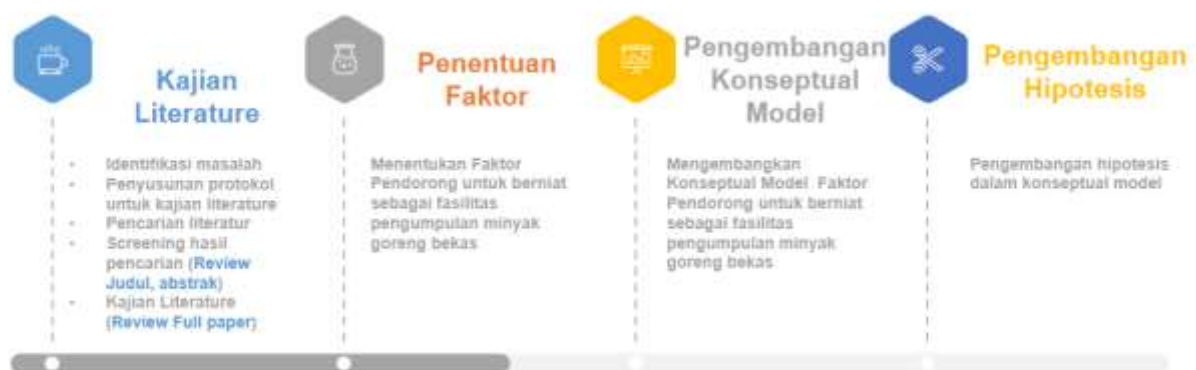 Kajian
Literature
- Identifikasi masalah
- Penyusunan protokol
untuk kajian literature
- Pencarian literatur
- Screening hasil
pencarian (Review
Judul, abstrak)
- Kajian Literature
(Review Full paper)
Penentuan
Faktor
Menentukan Faktor
Pendorong untuk berniat
sebagai fasilitas
pengumpulan minyak
goreng bekas
Pengembangan
Konseptual
Model
Mengembangkan
Konseptual Model Faktor
Pendorong untuk berniat
sebagai fasilitas
pengumpulan minyak
goreng bekas
Pengembangan
Hipotesis
Pengembangan hipotesis
dalam konseptual model